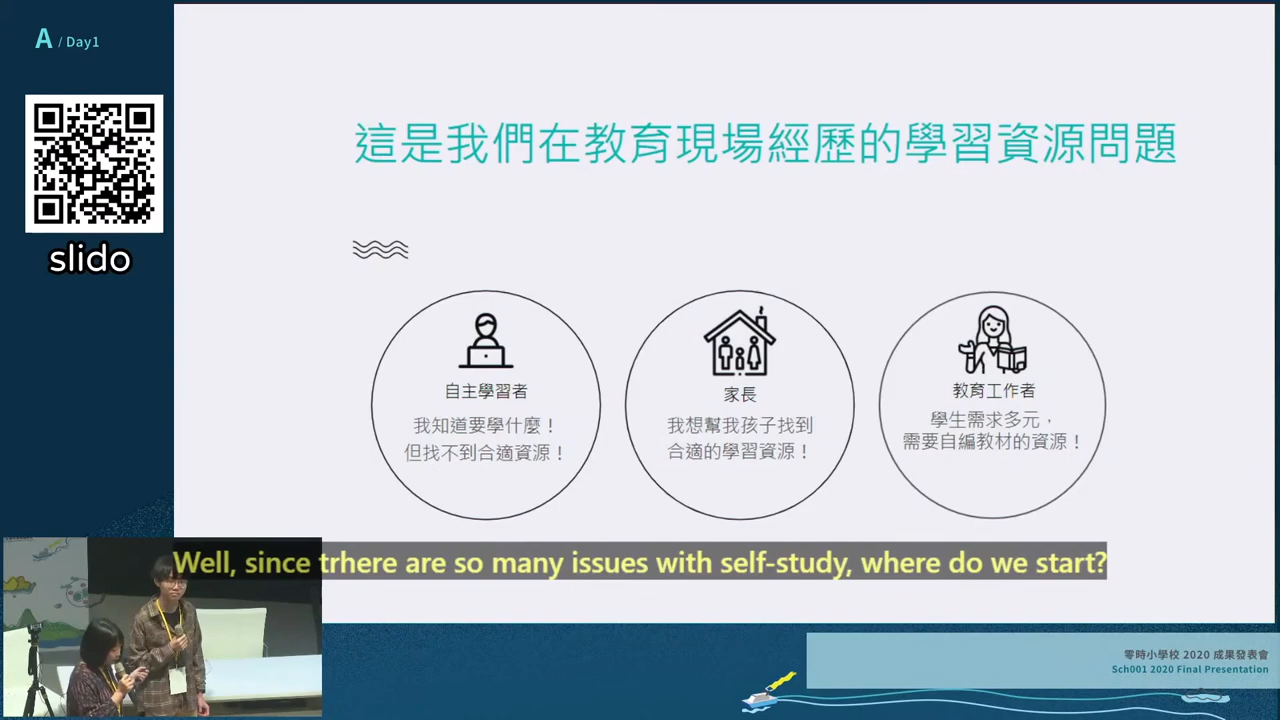 A / Day1
slido
這是我們在教育現場經歷的學習資源問題
自主學習者
我知道要學什麼！
但找不到合適資源！
家長
我想幫我孩子找到
合適的學習資源！
教育工作者
學生需求多元，
需要自編教材的資源！
Well, since trhere are so many issues with self-study, where do we start?
零時小學校 2020 成果發表會
Sch001 2020 Final Presentation